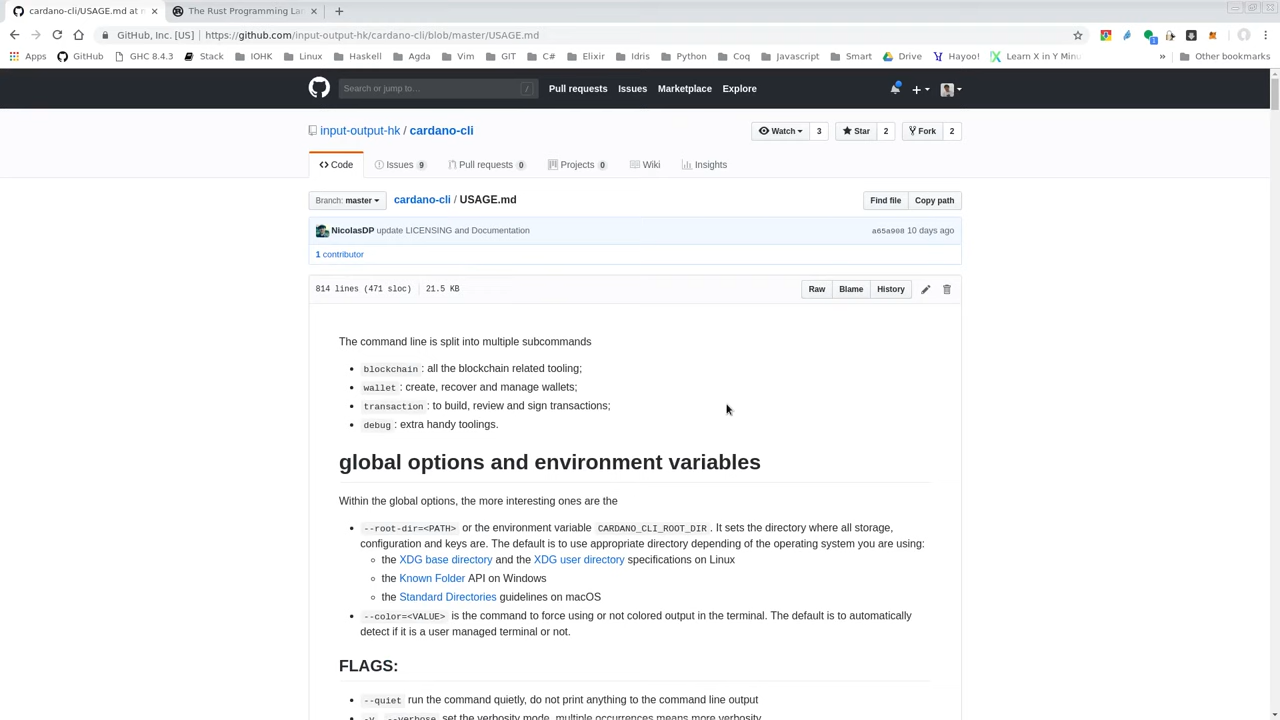 cardano-cli/USAGE.md at m
The Rust Programming La
GitHub, Inc. [US] | https://github.com/input-output-hk/cardano-cli/blob/master/USAGE.md
Apps GitHub GHC 8.4.3 Stack IOHK Linux Haskell Agda Vim GIT C# Elixir Idris Python Coq Javascript Smart Drive Hayoo! Learn X in Y Minu » Other bookmarks
Search or jump to… / Pull requests Issues Marketplace Explore
input-output-hk / cardano-cli Watch 3 Star 2 Fork 2
Code Issues 9 Pull requests 0 Projects 0 Wiki Insights
Branch: master cardano-cli / USAGE.md Find file Copy path
NicolasDP update LICENSING and Documentation a65a908 10 days ago
1 contributor
814 lines (471 sloc) 21.5 KB Raw Blame History
The command line is split into multiple subcommands
• blockchain : all the blockchain related tooling;
• wallet : create, recover and manage wallets;
• transaction : to build, review and sign transactions;
• debug : extra handy toolings.
global options and environment variables
Within the global options, the more interesting ones are the
• --root-dir=<PATH> or the environment variable CARDANO_CLI_ROOT_DIR . It sets the directory where all storage,
configuration and keys are. The default is to use appropriate directory depending of the operating system you are using:
◦ the XDG base directory and the XDG user directory specifications on Linux
◦ the Known Folder API on Windows
◦ the Standard Directories guidelines on macOS
• --color=<VALUE> is the command to force using or not colored output in the terminal. The default is to automatically
detect if it is a user managed terminal or not.
FLAGS:
• --quiet run the command quietly, do not print anything to the command line output
• -v, --verbose set the verbosity mode, multiple occurrences means more verbosity